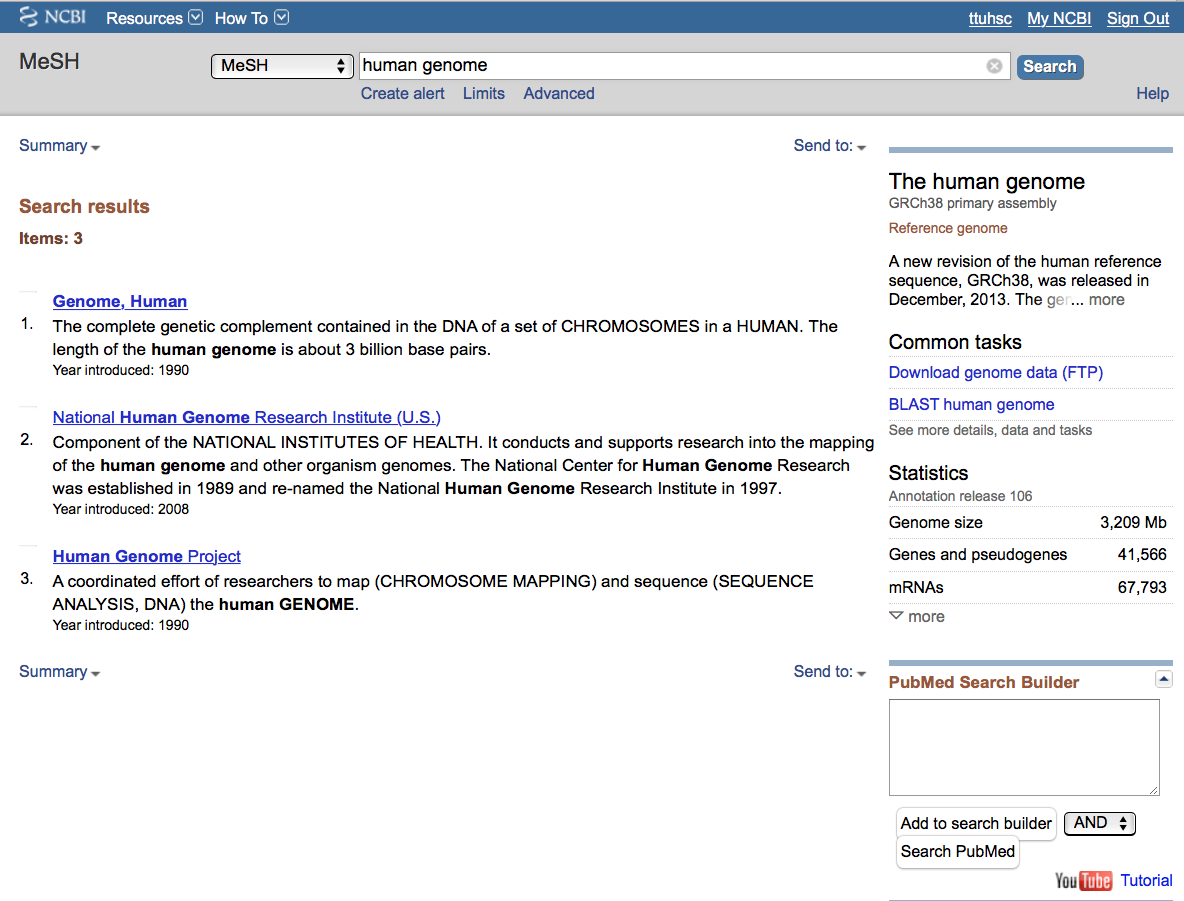 NCBI Resources How To ttuhsc My NCBI Sign Out
MeSH MeSH human genome Search
Create alert Limits Advanced Help
Summary Send to:
Search results
Items: 3
Genome, Human
1. The complete genetic complement contained in the DNA of a set of CHROMOSOMES in a HUMAN. The
length of the human genome is about 3 billion base pairs.
Year introduced: 1990
National Human Genome Research Institute (U.S.)
2. Component of the NATIONAL INSTITUTES OF HEALTH. It conducts and supports research into the mapping
of the human genome and other organism genomes. The National Center for Human Genome Research
was established in 1989 and re-named the National Human Genome Research Institute in 1997.
Year introduced: 2008
Human Genome Project
3. A coordinated effort of researchers to map (CHROMOSOME MAPPING) and sequence (SEQUENCE
ANALYSIS, DNA) the human GENOME.
Year introduced: 1990
Summary Send to:
The human genome
GRCh38 primary assembly
Reference genome
A new revision of the human reference
sequence, GRCh38, was released in
December, 2013. The ger... more
Common tasks
Download genome data (FTP)
BLAST human genome
See more details, data and tasks
Statistics
Annotation release 106
Genome size 3,209 Mb
Genes and pseudogenes 41,566
mRNAs 67,793
more
PubMed Search Builder
Add to search builder AND
Search PubMed
YouTube Tutorial